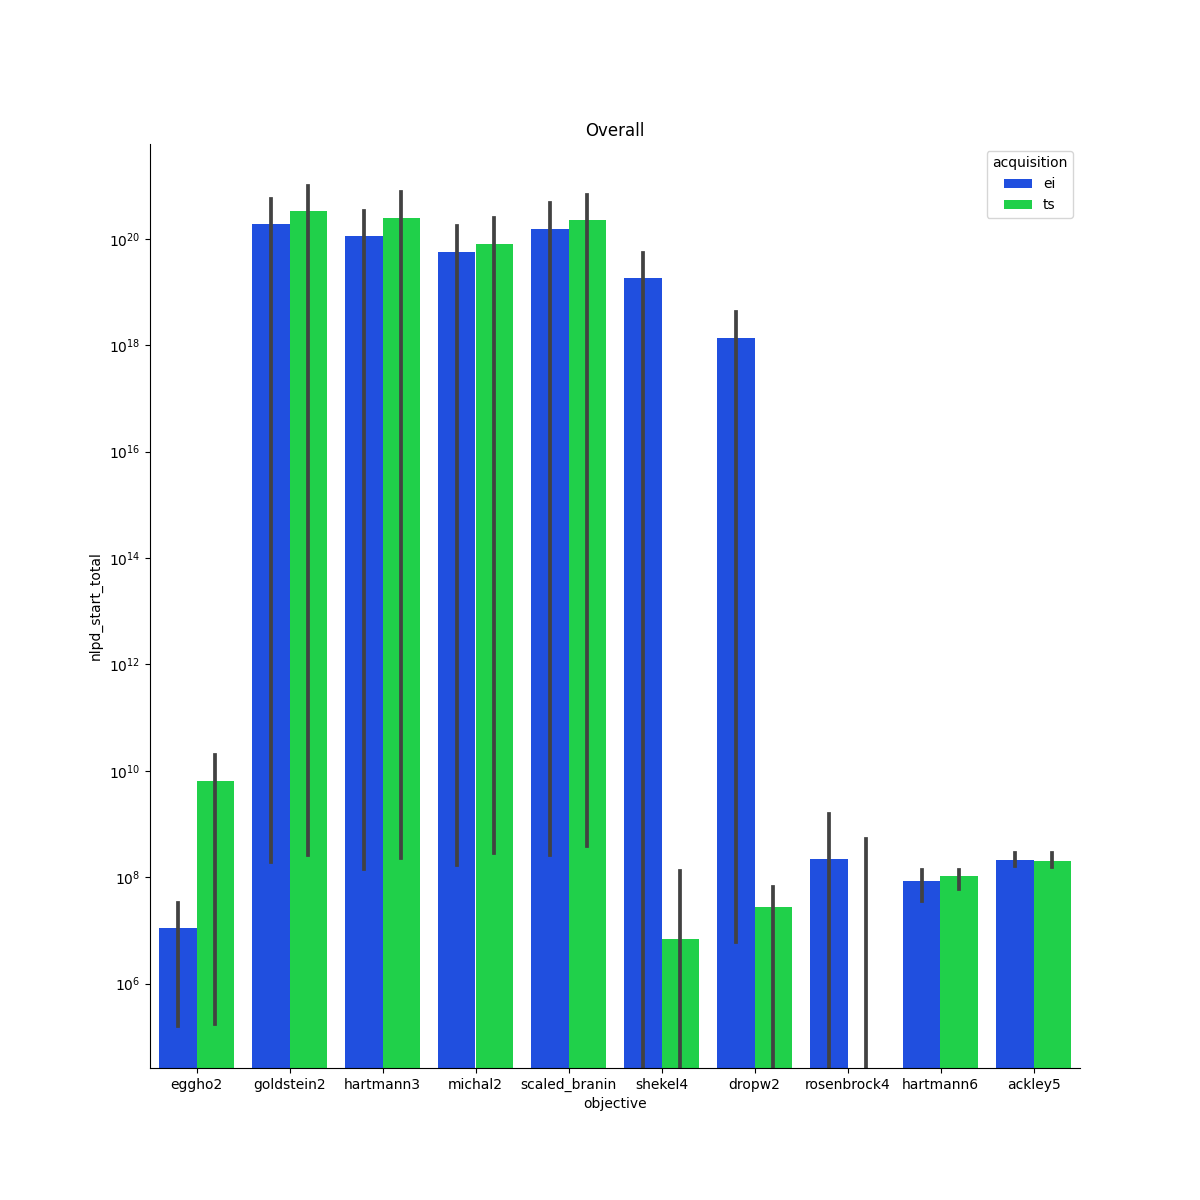 Overall
acquisition
ei
ts
10^20
10^18
10^16
10^14
10^12
10^10
10^8
10^6
nlpd_start_total
eggho2 goldstein2 hartmann3 michal2 scaled_branin shekel4 dropw2 rosenbrock4 hartmann6 ackley5
objective